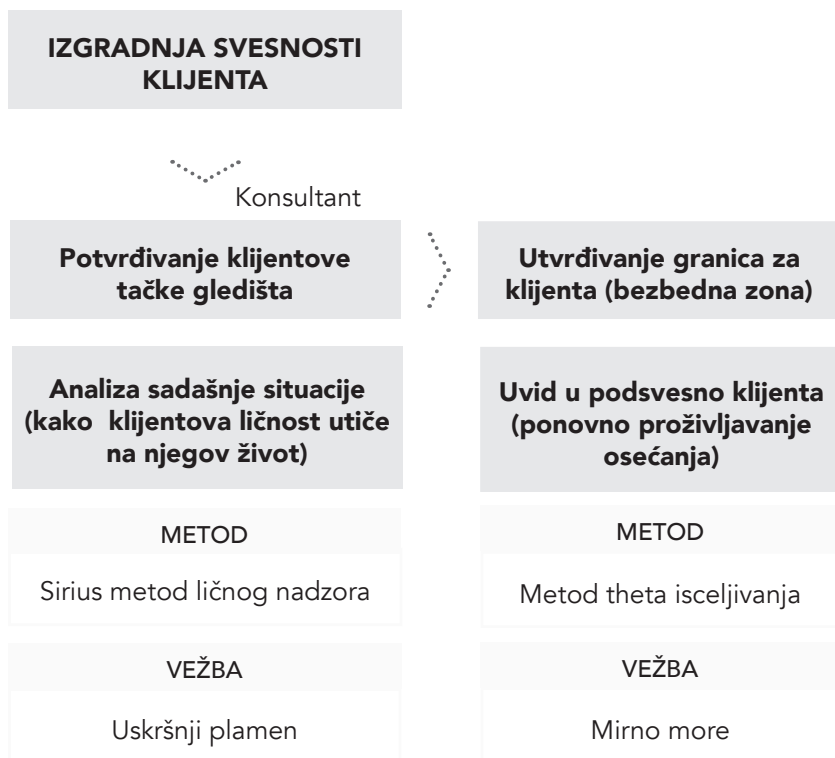 IZGRADNJA SVESNOSTI
KLIJENTA
Konsultant
Potvrđivanje klijentove
tačke gledišta
Utvrđivanje granica za
klijenta (bezbedna zona)
Analiza sadašnje situacije
(kako klijentova ličnost utiče
na njegov život)
Uvid u podsvesno klijenta
(ponovno proživljavanje
osećanja)
METOD
Sirius metod ličnog nadzora
METOD
Metod theta isceljivanja
VEŽBA
Uskršnji plamen
VEŽBA
Mirno more